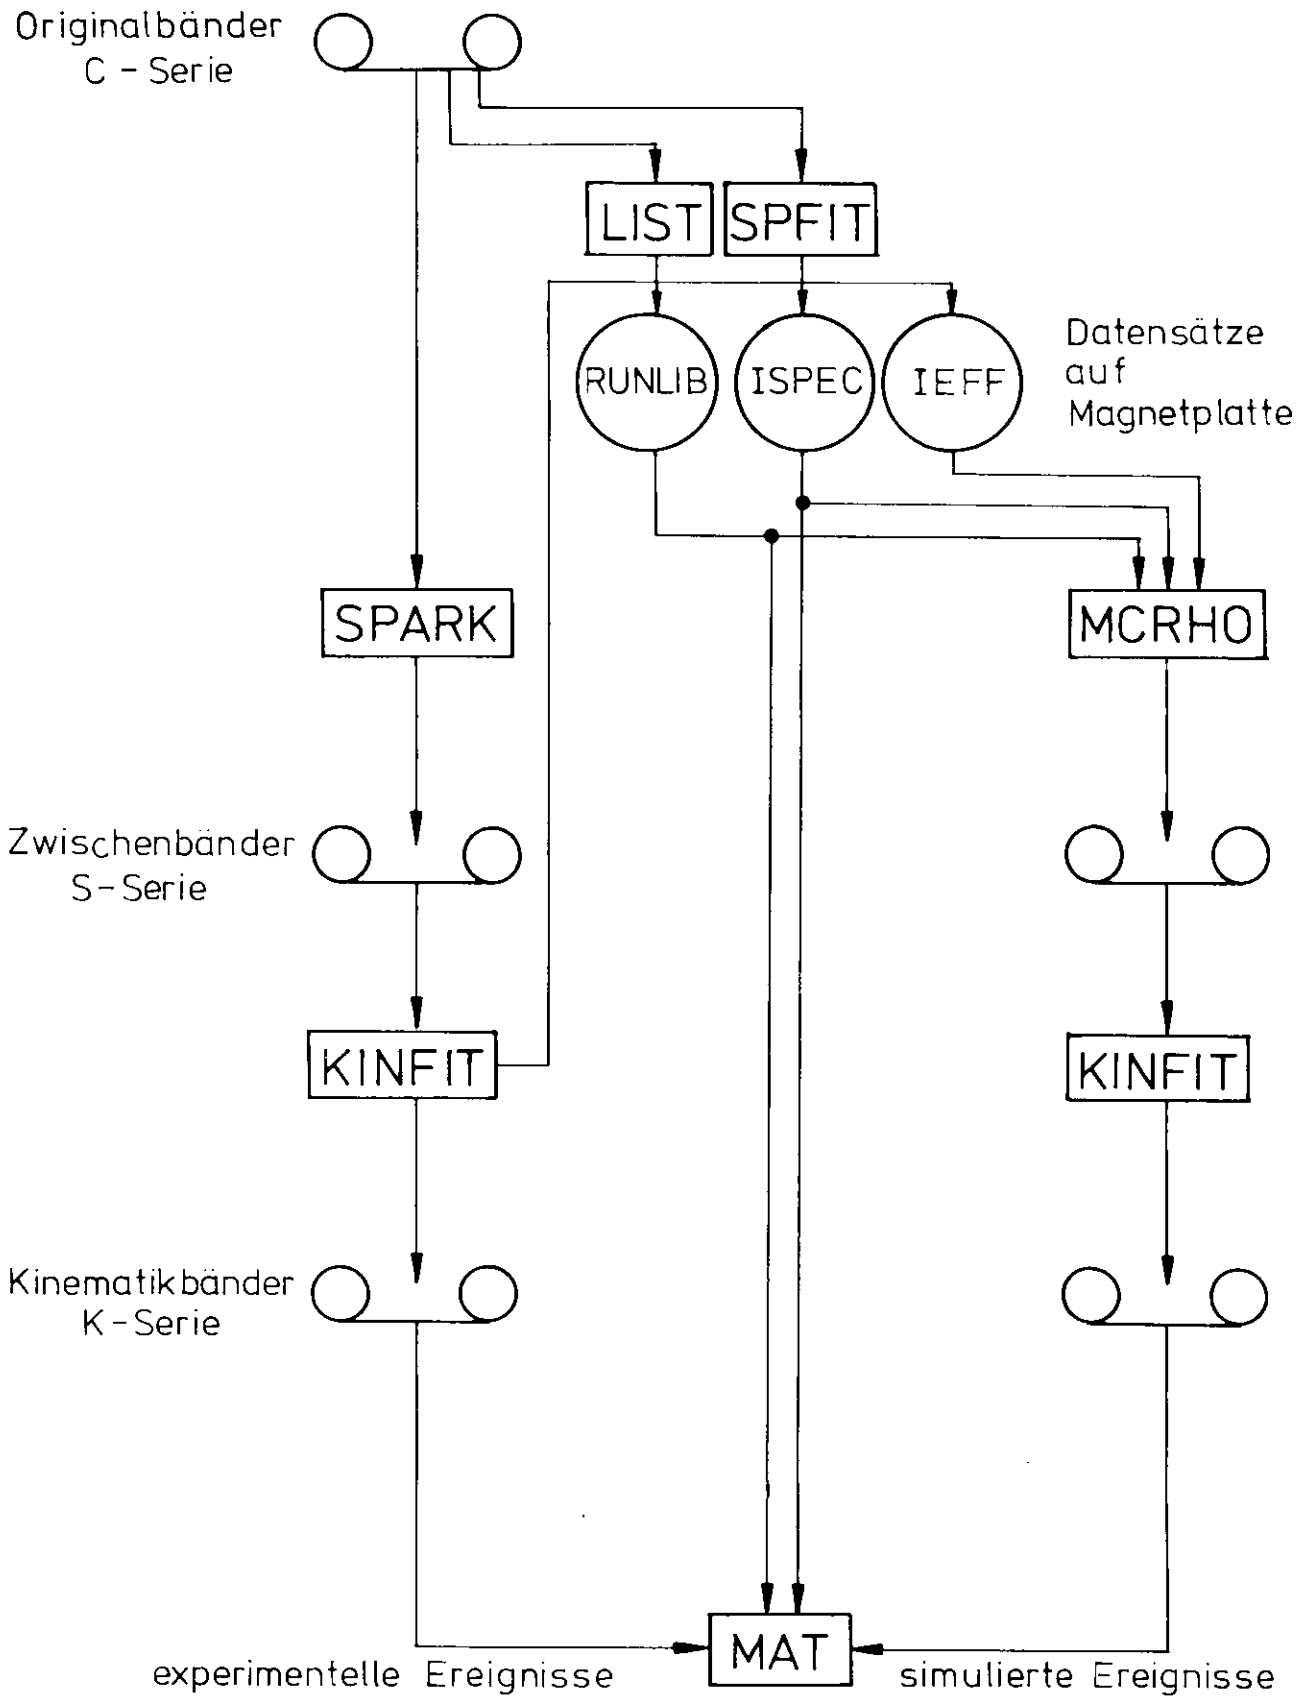 Originalbänder
C - Serie
LIST
SPFIT
RUNLIB
ISPEC
IEFF
Datensätze
auf
Magnetplatte
SPARK
MCRHO
Zwischenbänder
S-Serie
KINFIT
KINFIT
Kinematikbänder
K-Serie
MAT
experimentelle Ereignisse
simulierte Ereignisse